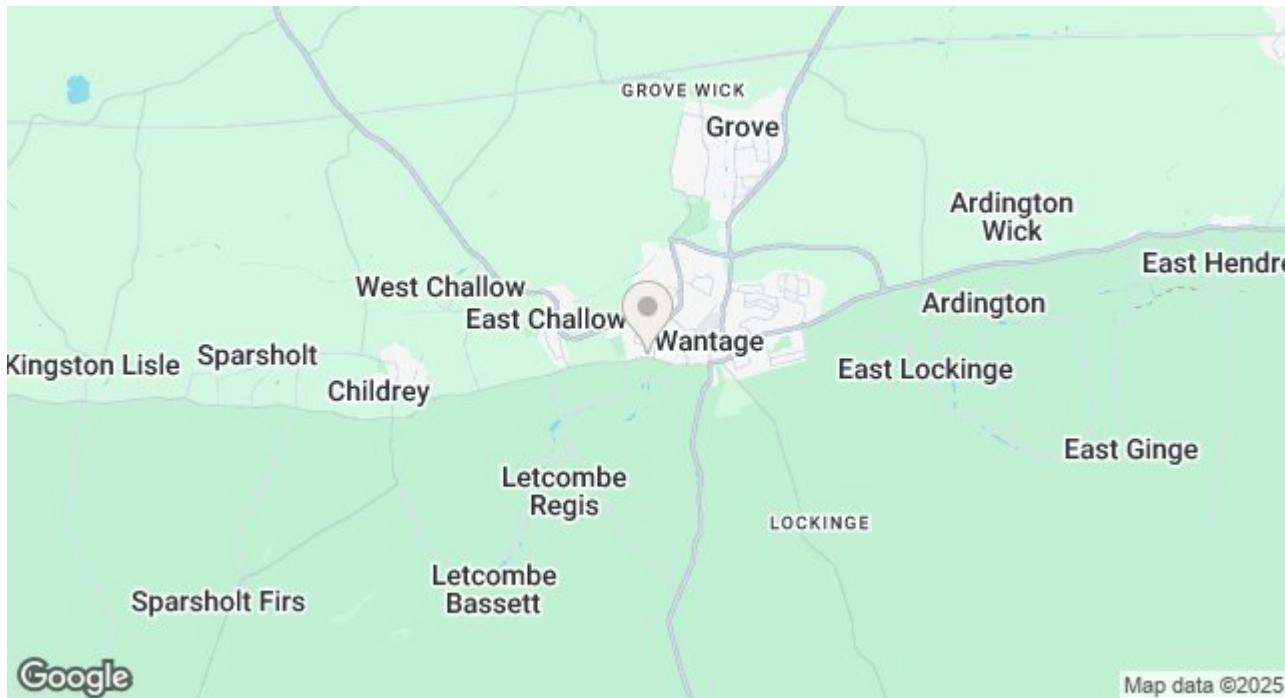 GROVE WICK
Grove
Ardington
Wick
East Hendre
West Challow
East Challow
Ardington
Wantage
Sparsholt
Kingston Lisle
East Lockinge
Childrey
East Ginge
Letcombe
Regis
LOCKINGE
Letcombe
Bassett
Sparsholt Firs
Google
Map data ©2025